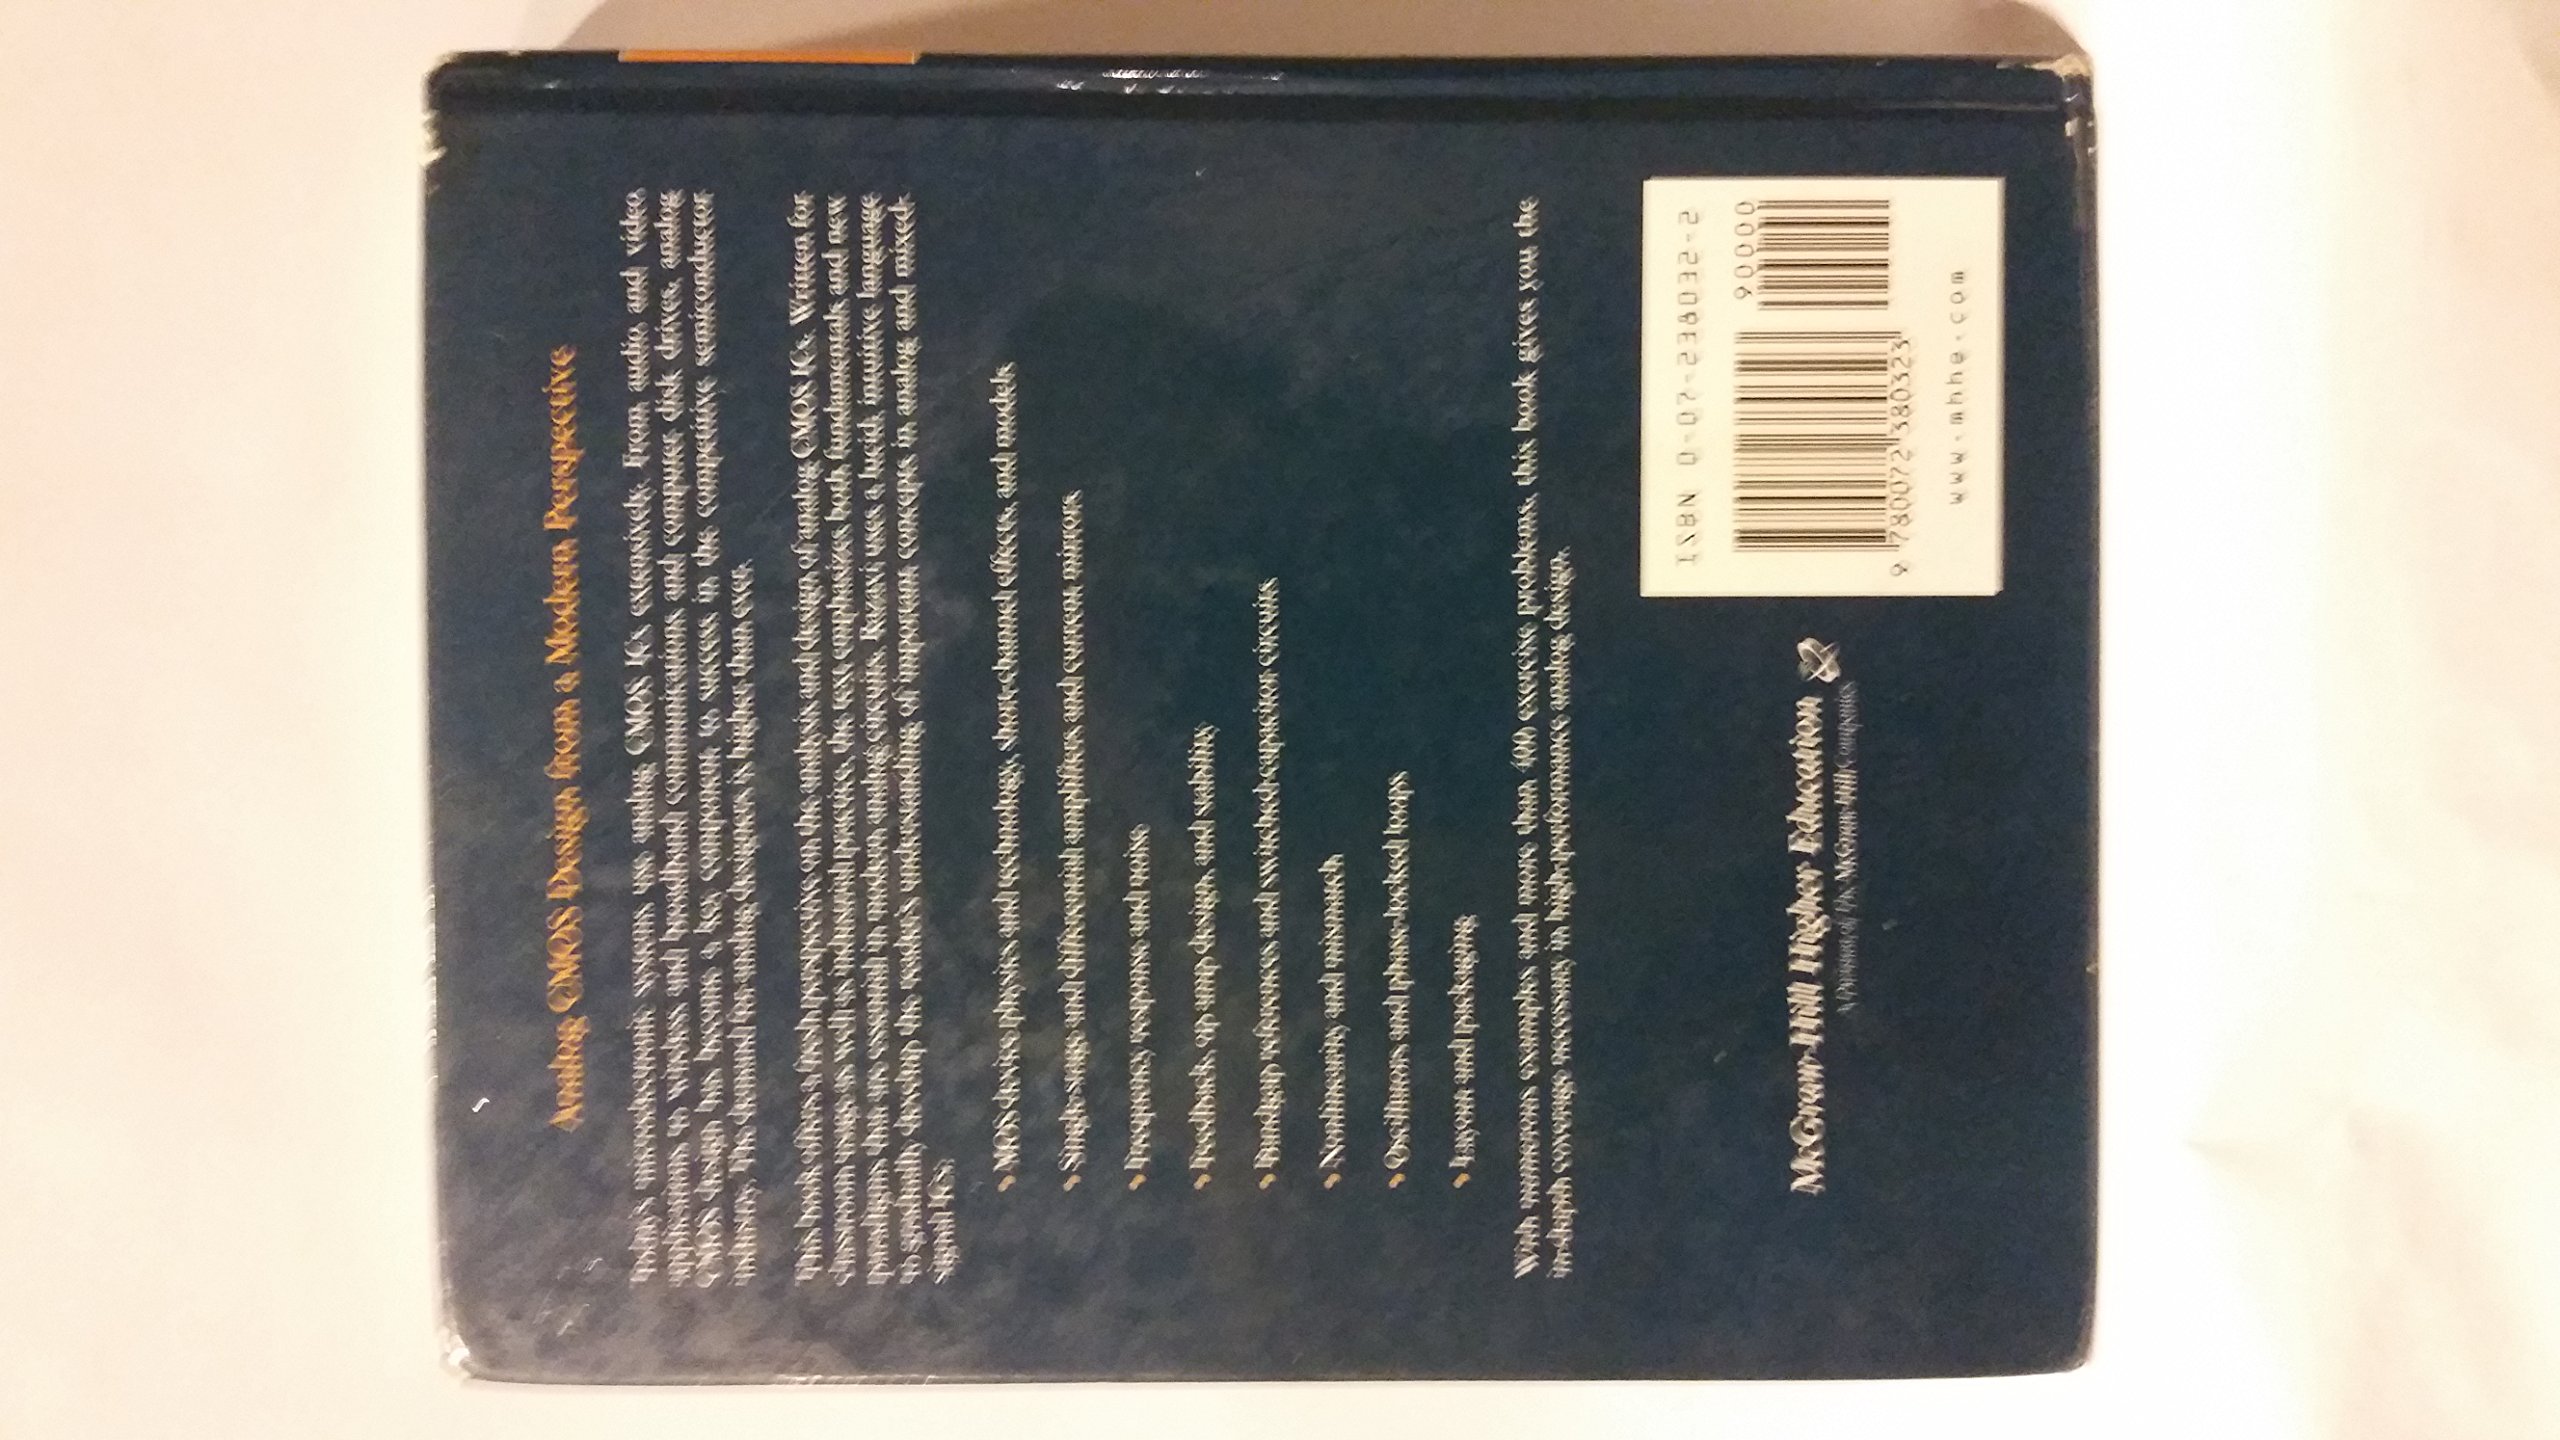 Analog CMOS Design from a Modern Perspective
Today's microelectronic systems use analog CMOS ICs extensively. From audio and video
applications to wireless and broadband communications and computer disk drives, analog
CMOS design has become a key component to success in the competitive semiconductor
industry. The demand for analog designers is higher than ever.
This book offers a fresh perspective on the analysis and design of analog CMOS ICs. Written for
classroom usage as well as industrial practice, this text emphasizes both fundamentals and new
paradigms that are essential in modern analog circuits. Razavi uses a lucid, intuitive language
to gradually develop the reader's understanding of important concepts in analog and mixed-
signal ICs.
• MOS device physics and technology, short-channel effects, and models
• Single-stage and differential amplifiers and current mirrors
• Frequency response and noise
• Feedback, op amp design, and stability
• Bandgap references and switched-capacitor circuits
• Nonlinearity and mismatch
• Oscillators and phase-locked loops
• Layout and packaging
With numerous examples and more than 400 exercise problems, this book gives you the
in-depth coverage necessary in high-performance analog design.
ISBN 0-07-238032-2
90000
9 780072 380323
www.mhhe.com
McGraw-Hill Higher Education
A Division of The McGraw-Hill Companies